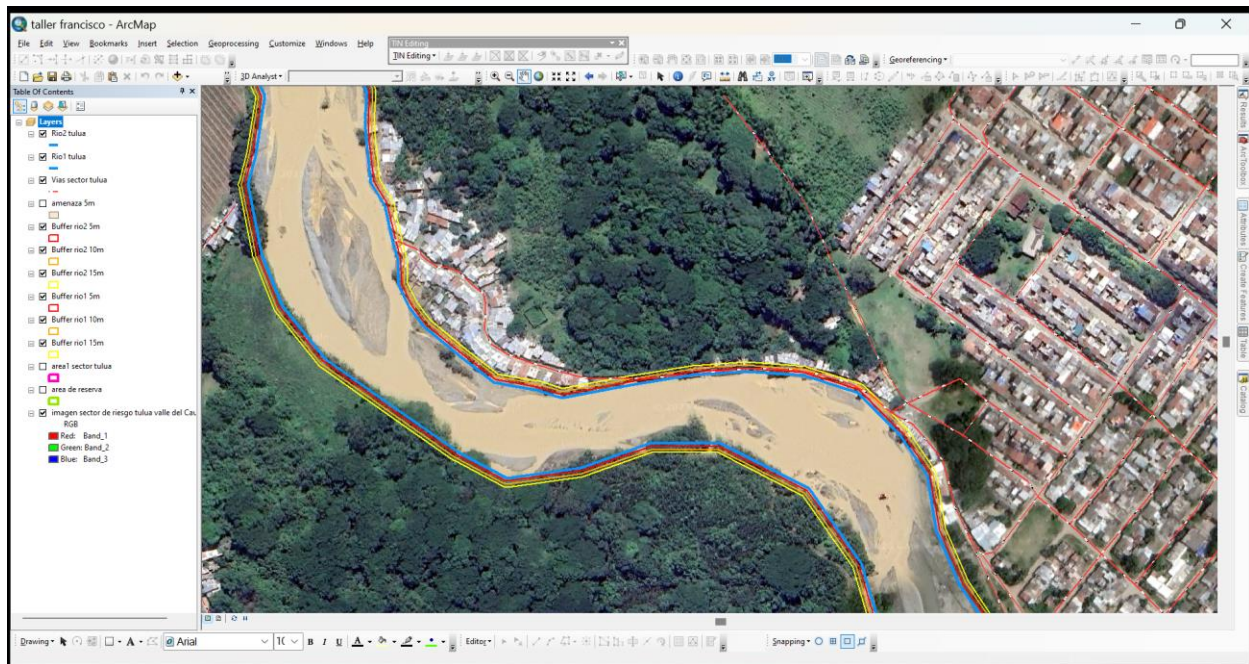 taller francisco - ArcMap
File Edit View Bookmarks Insert Selection Geoprocessing Customize Windows Help
TIN Editing
TIN Editing
Georeferencing
3D Analyst
Table Of Contents
Layers
Rio2 tulua
Rio1 tulua
Vias sector tulua
amenaza 5m
Buffer rio2 5m
Buffer rio2 10m
Buffer rio2 15m
Buffer rio1 5m
Buffer rio1 10m
Buffer rio1 15m
area1 sector tulua
area de reserva
imagen sector de riesgo tulua valle del Cau
RGB
Red: Band_1
Green: Band_2
Blue: Band_3
Results
ArcToolbox
Attributes
Create Features
Table
Catalog
Drawing A Arial 10 B I U A Editor Snapping